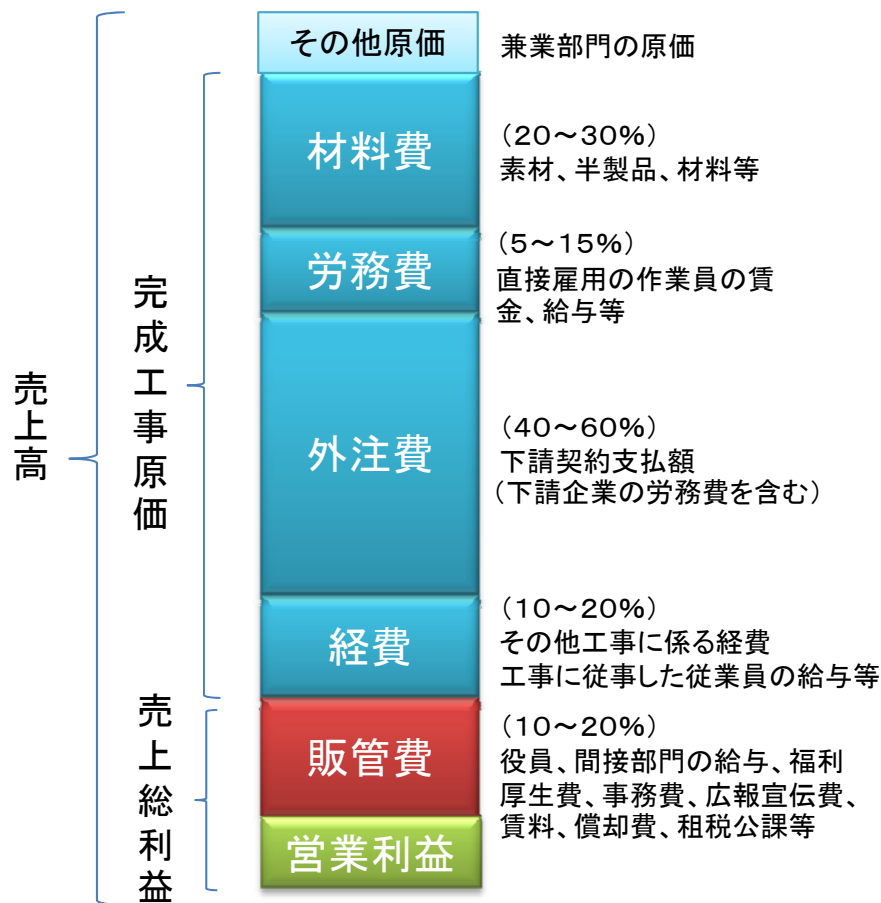 その他原価
兼業部門の原価
材料費
(20～30%)
素材、半製品、材料等
労務費
(5～15%)
直接雇用の作業員の賃
金、給与等
完成工事原価
売上高
外注費
(40～60%)
下請契約支払額
(下請企業の労務費を含む)
経費
(10～20%)
その他工事に係る経費
工事に従事した従業員の給与等
売上総利益
販管費
(10～20%)
役員、間接部門の給与、福利
厚生費、事務費、広報宣伝費、
賃料、償却費、租税公課等
営業利益